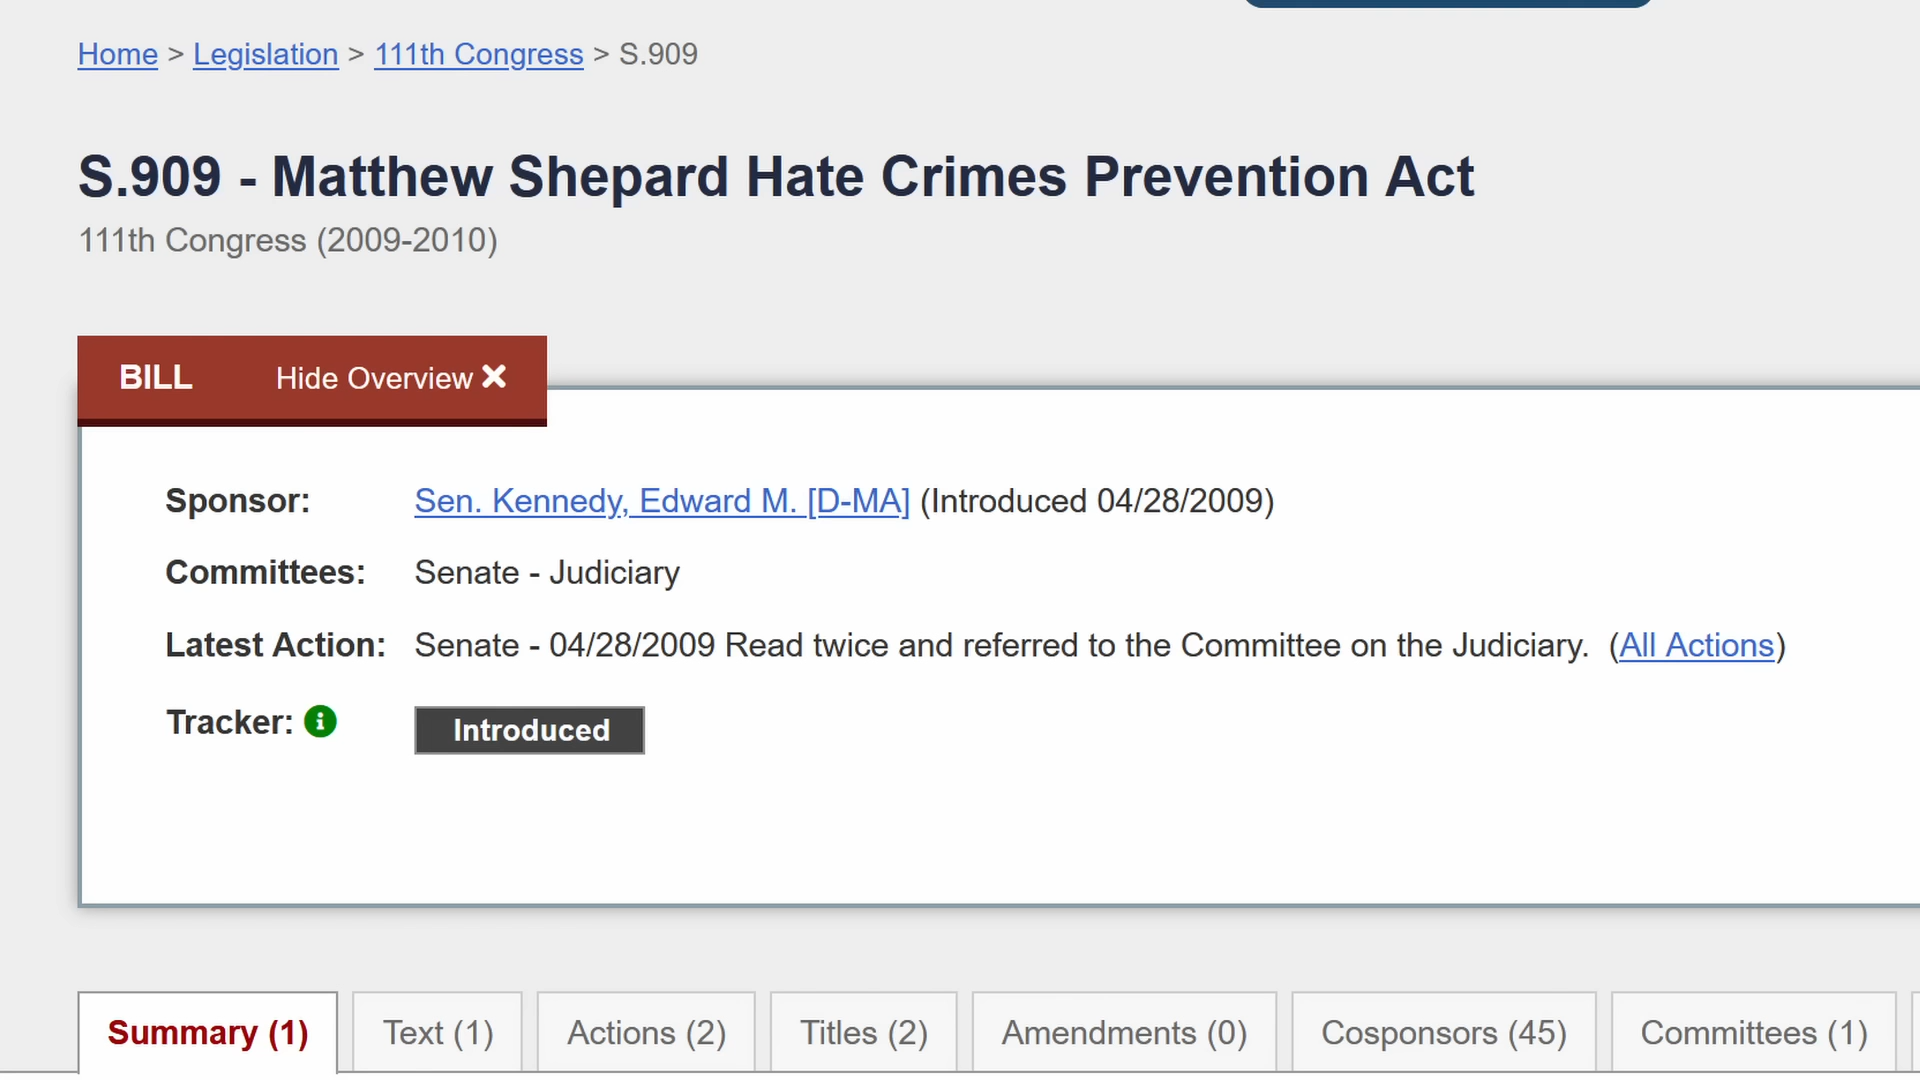 Home > Legislation > 111th Congress > S.909
S.909 - Matthew Shepard Hate Crimes Prevention Act
111th Congress (2009-2010)
BILL Hide Overview ✕
Sponsor: Sen. Kennedy, Edward M. [D-MA] (Introduced 04/28/2009)
Committees: Senate - Judiciary
Latest Action: Senate - 04/28/2009 Read twice and referred to the Committee on the Judiciary. (All Actions)
Tracker: Introduced
Summary (1) Text (1) Actions (2) Titles (2) Amendments (0) Cosponsors (45) Committees (1)